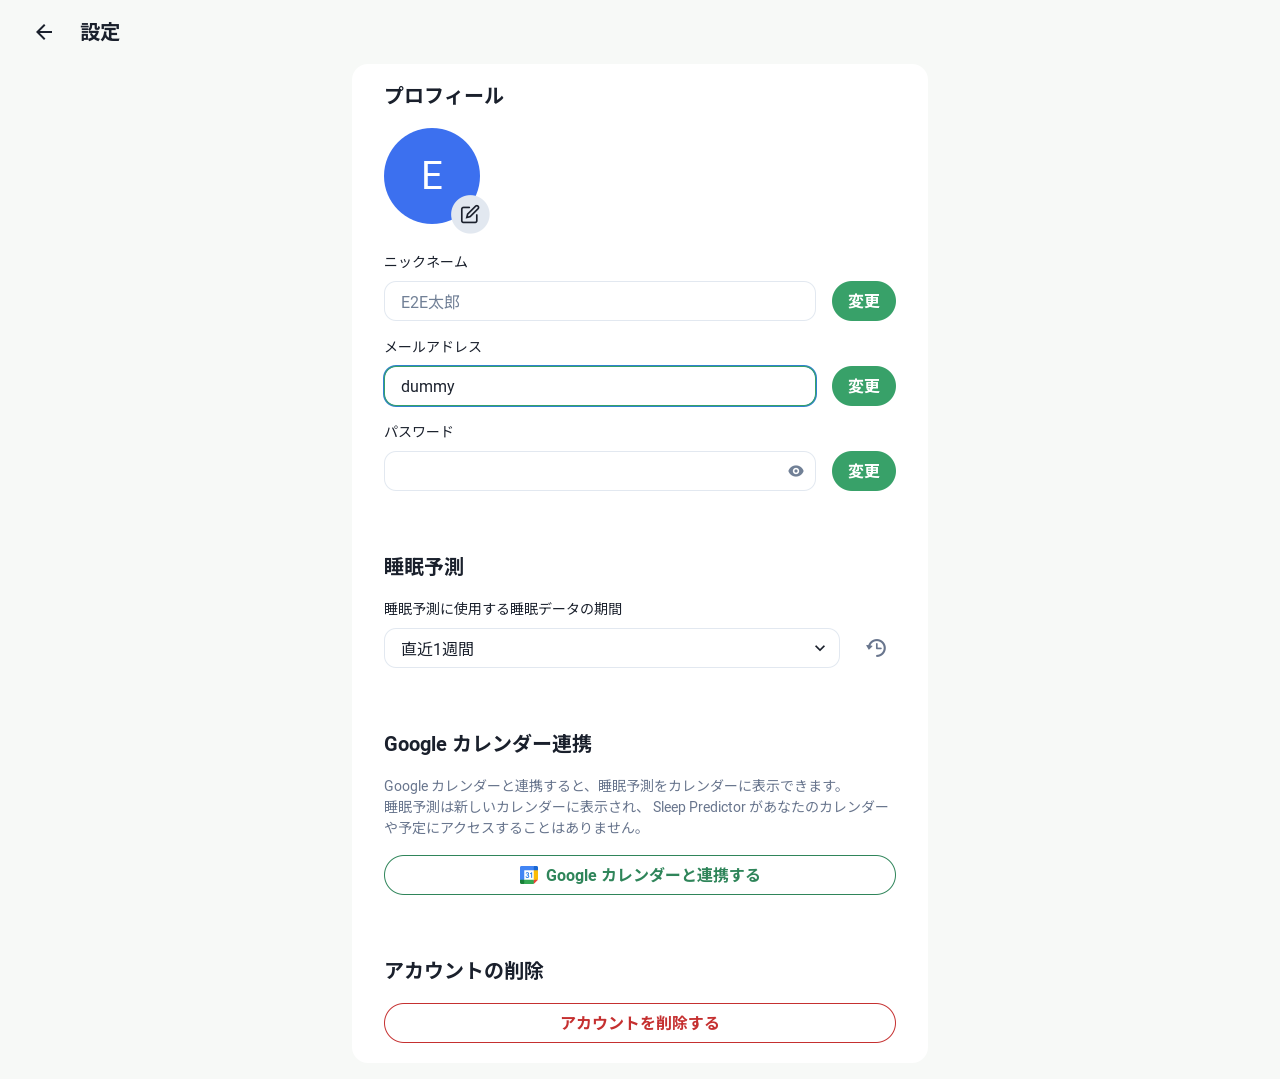 設定
プロフィール
E
ニックネーム
E2E太郎
変更
メールアドレス
dummy
変更
パスワード
変更
睡眠予測
睡眠予測に使用する睡眠データの期間
直近1週間
Google カレンダー連携
Google カレンダーと連携すると、睡眠予測をカレンダーに表示できます。
睡眠予測は新しいカレンダーに表示され、 Sleep Predictor があなたのカレンダー
や予定にアクセスすることはありません。
31 Google カレンダーと連携する
アカウントの削除
アカウントを削除する